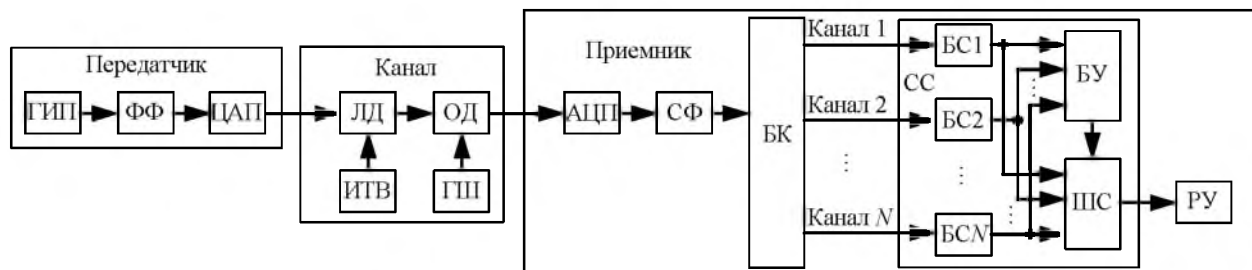 Передатчик
ГИП
ФФ
ЦАП
Канал
ЛД
ОД
ИТВ
ГШ
Приемник
АЦП
СФ
БК
Канал 1
Канал 2
Канал N
СС
БС1
БС2
БСN
БУ
ШС
РУ